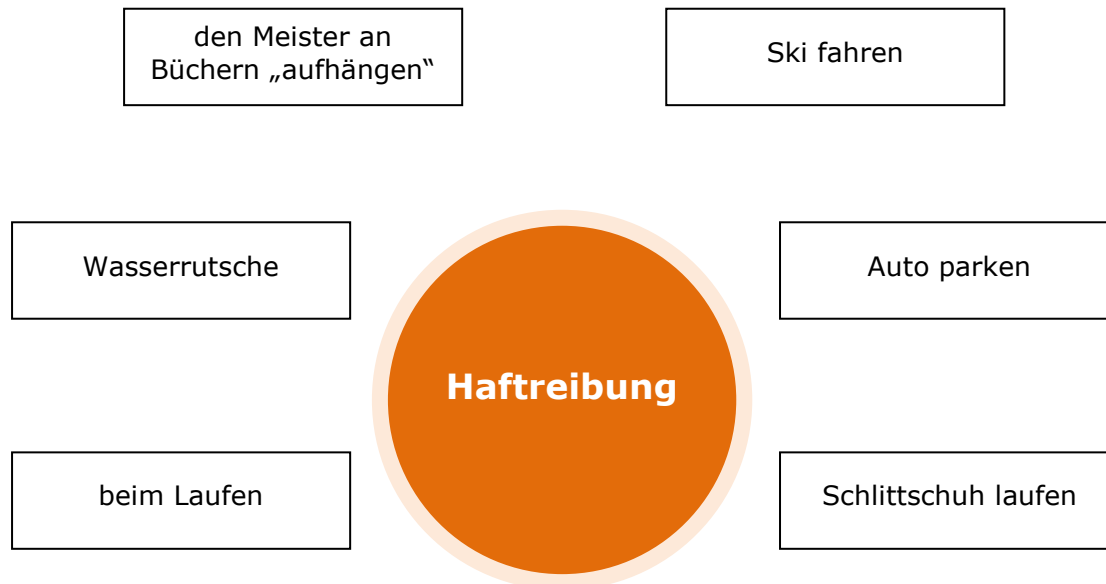 den Meister an
Büchern „aufhängen“
Ski fahren
Wasserrutsche
Auto parken
Haftreibung
beim Laufen
Schlittschuh laufen